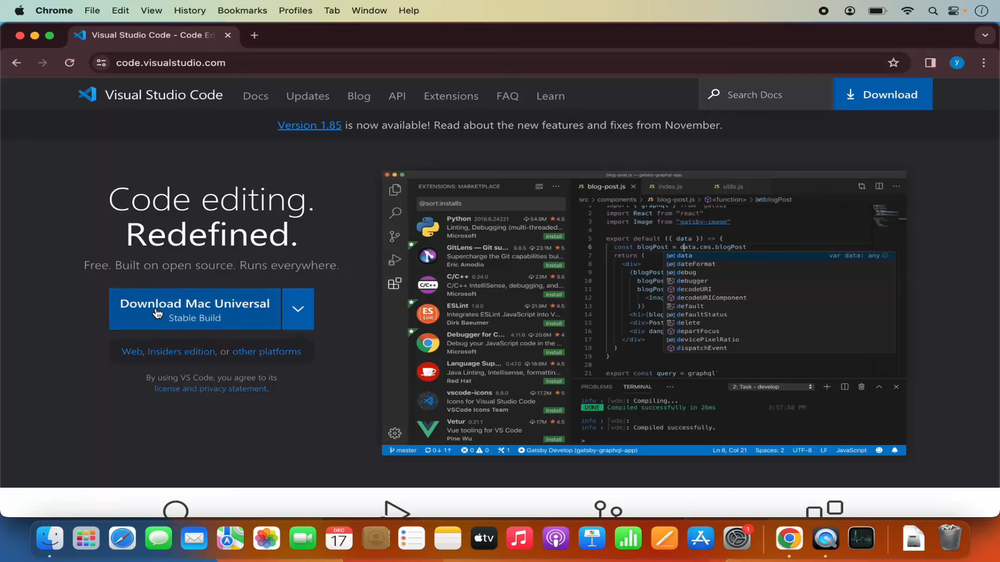 Chrome File Edit View History Bookmarks Profiles Tab Window Help
Visual Studio Code - Code Ed
code.visualstudio.com
y
Visual Studio Code Docs Updates Blog API Extensions FAQ Learn Search Docs Download
Version 1.85 is now available! Read about the new features and fixes from November.
Code editing.
Redefined.
Free. Built on open source. Runs everywhere.
Download Mac Universal
Stable Build
Web, Insiders edition, or other platforms
By using VS Code, you agree to its
license and privacy statement.
blog-post.js — gatsby-graphql-app
EXTENSIONS: MARKETPLACE
@sort:installs
Python 2019.6.24221 54.9M 4.5
Linting, Debugging (multi-threaded...
Microsoft Install
GitLens — Git su... 9.8.5 23.1M 5
Supercharge the Git capabilities buil...
Eric Amodio Install
C/C++ 0.24.0 23M 3.5
C/C++ IntelliSense, debugging, and...
Microsoft Install
ESLint 1.9.0 21.9M 4.5
Integrates ESLint JavaScript into V...
Dirk Baeumer Install
Debugger for C... 4.11.6 20.6M 4
Debug your JavaScript code in the ...
Microsoft Install
Language Sup... 0.47.0 18.6M 4.5
Java Linting, Intellisense, formattin...
Red Hat Install
vscode-icons 8.8.0 17.2M 5
Icons for Visual Studio Code
VSCode Icons Team Install
Vetur 0.21.1 17M 4.5
Vue tooling for VS Code
Pine Wu Install
JS blog-post.js JS index.js JS utils.js
src > components > JS blog-post.js > <function> > blogPost
import { graphql } from "gatsby"
2 import React from "react"
3 import Image from "gatsby-image"
4
5 export default ({ data }) => {
6 const blogPost = data.cms.blogPost
7 return (
8 <div>
9 {blogPost
10 blogPos
11 blogPos
12 <Imag
13 )}
14 <h1>{blog
15 <div>Post
16 <div dang
17 </div>
18 )
19 }
20
21 export const query = graphql`
data var data: any
dateFormat
debug
debugger
decodeURI
decodeURIComponent
default
defaultStatus
delete
departFocus
devicePixelRatio
dispatchEvent
PROBLEMS TERMINAL ... 2: Task - develop
info [wdm]: Compiling...
DONE Compiled successfully in 26ms 3:57:58 PM
info [wdm]:
info [wdm]: Compiled successfully.
>
master 0↓ 1↑ 0 0 1 Gatsby Develop (gatsby-graphql-app) Ln 6, Col 21 Spaces: 2 UTF-8 LF JavaScript
DEC
17
tv
1